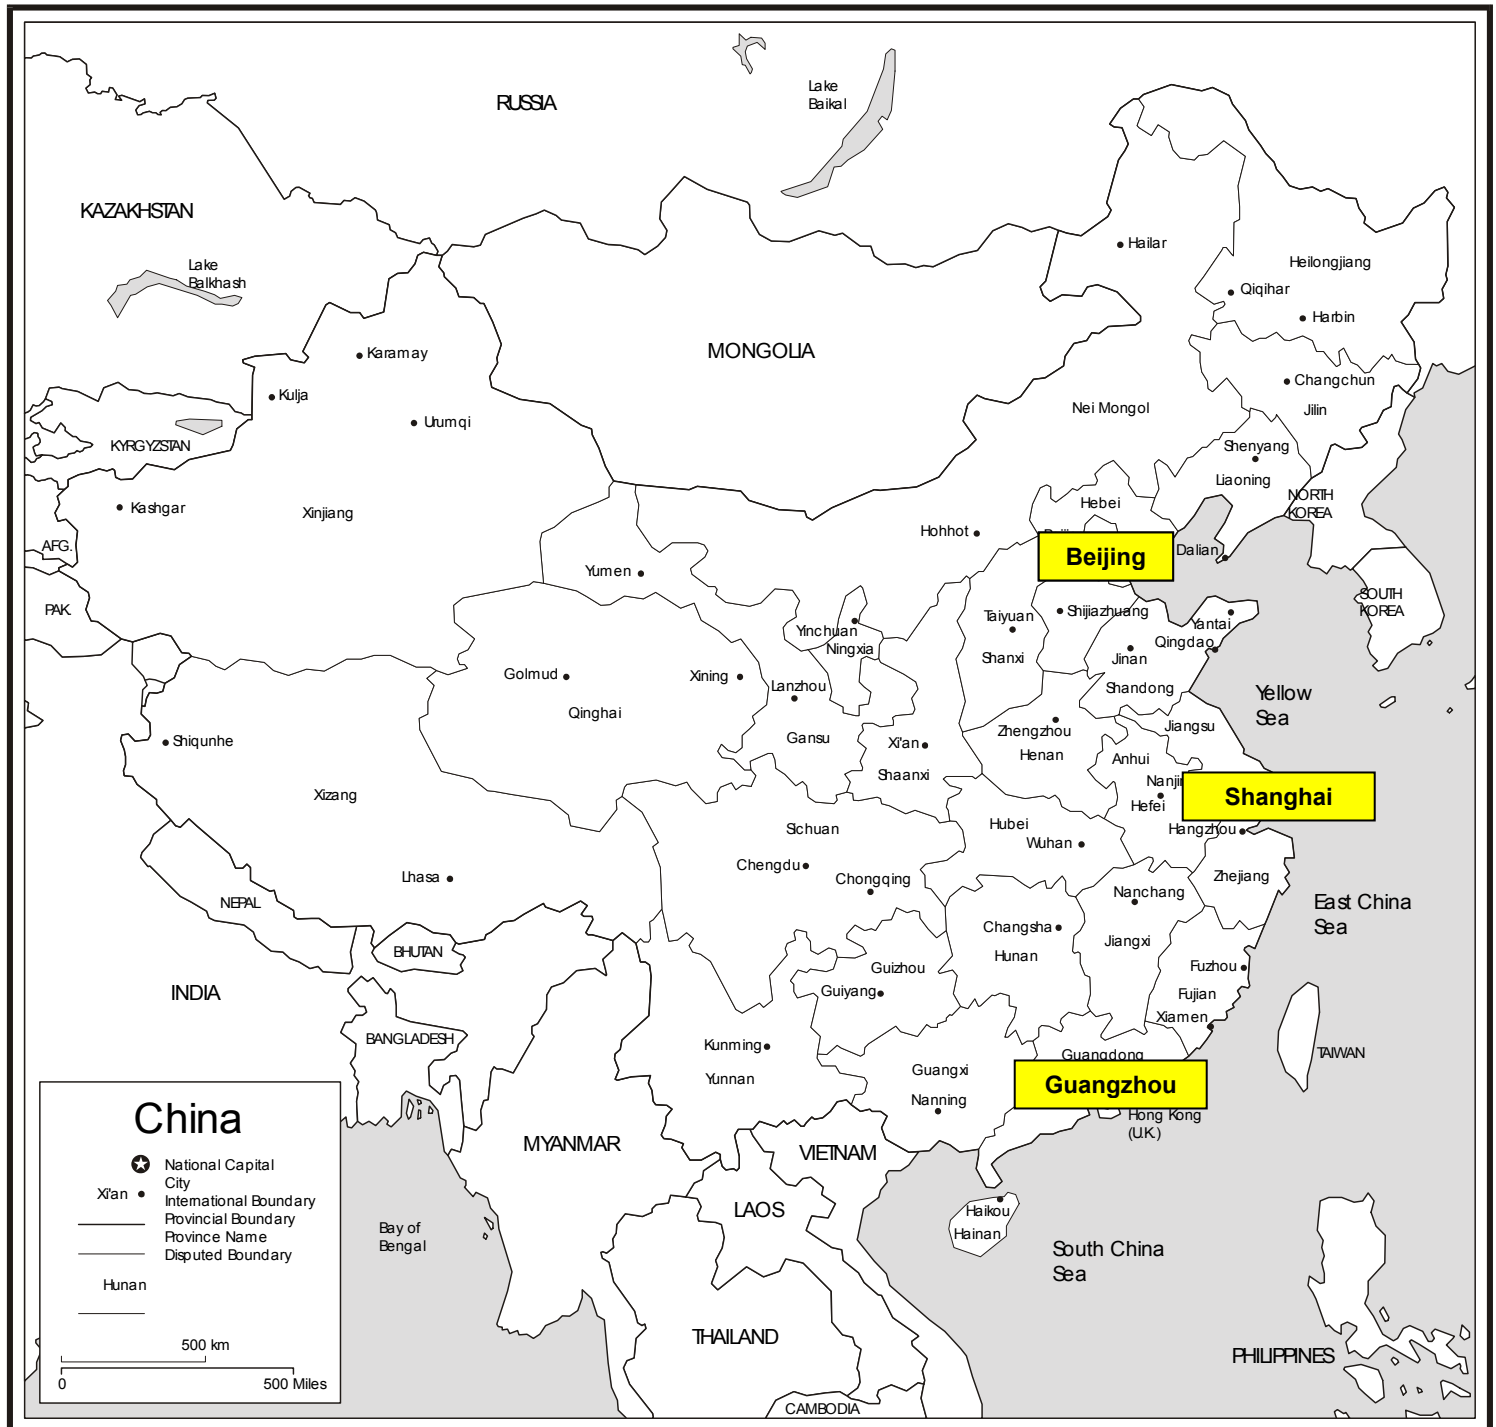 RUSSIA
Lake
Baikal
KAZAKHSTAN
Lake
Balkhash
Hailar
Heilongjiang
Qiqihar
Harbin
MONGOLIA
Karamay
Kulja
Urumqi
Changchun
Jilin
Nei Mongol
KYRGYZSTAN
Shenyang
Liaoning
Kashgar
Xinjiang
Hebei
NORTH
KOREA
Hohhot
AFG.
Beijing
Dalian
Yumen
PAK.
SOUTH
KOREA
Taiyuan
Shijiazhuang
Yantai
Yinchuan
Ningxia
Qingdao
Shanxi
Jinan
Golmud
Xining
Lanzhou
Shandong
Qinghai
Yellow
Sea
Jiangsu
Shiqunhe
Gansu
Xi'an
Zhengzhou
Henan
Anhui
Shaanxi
Nanjin
Hefei
Shanghai
Xizang
Sichuan
Hubei
Wuhan
Hangzhou
Chengdu
Chongqing
Zhejiang
Lhasa
Nanchang
NEPAL
East China
Sea
Changsha
Hunan
Jiangxi
BHUTAN
Guizhou
Fuzhou
INDIA
Guiyang
Fujian
Xiamen
BANGLADESH
Kunming
Yunnan
Guangdong
TAIWAN
Guangxi
Guangzhou
Nanning
Hong Kong
(U.K.)
MYANMAR
VIETNAM
LAOS
Haikou
Hainan
Bay of
Bengal
South China
Sea
THAILAND
PHILIPPINES
CAMBODIA
China
National Capital
City
Xi'an
International Boundary
Provincial Boundary
Province Name
Disputed Boundary
Hunan
500 km
0
500 Miles